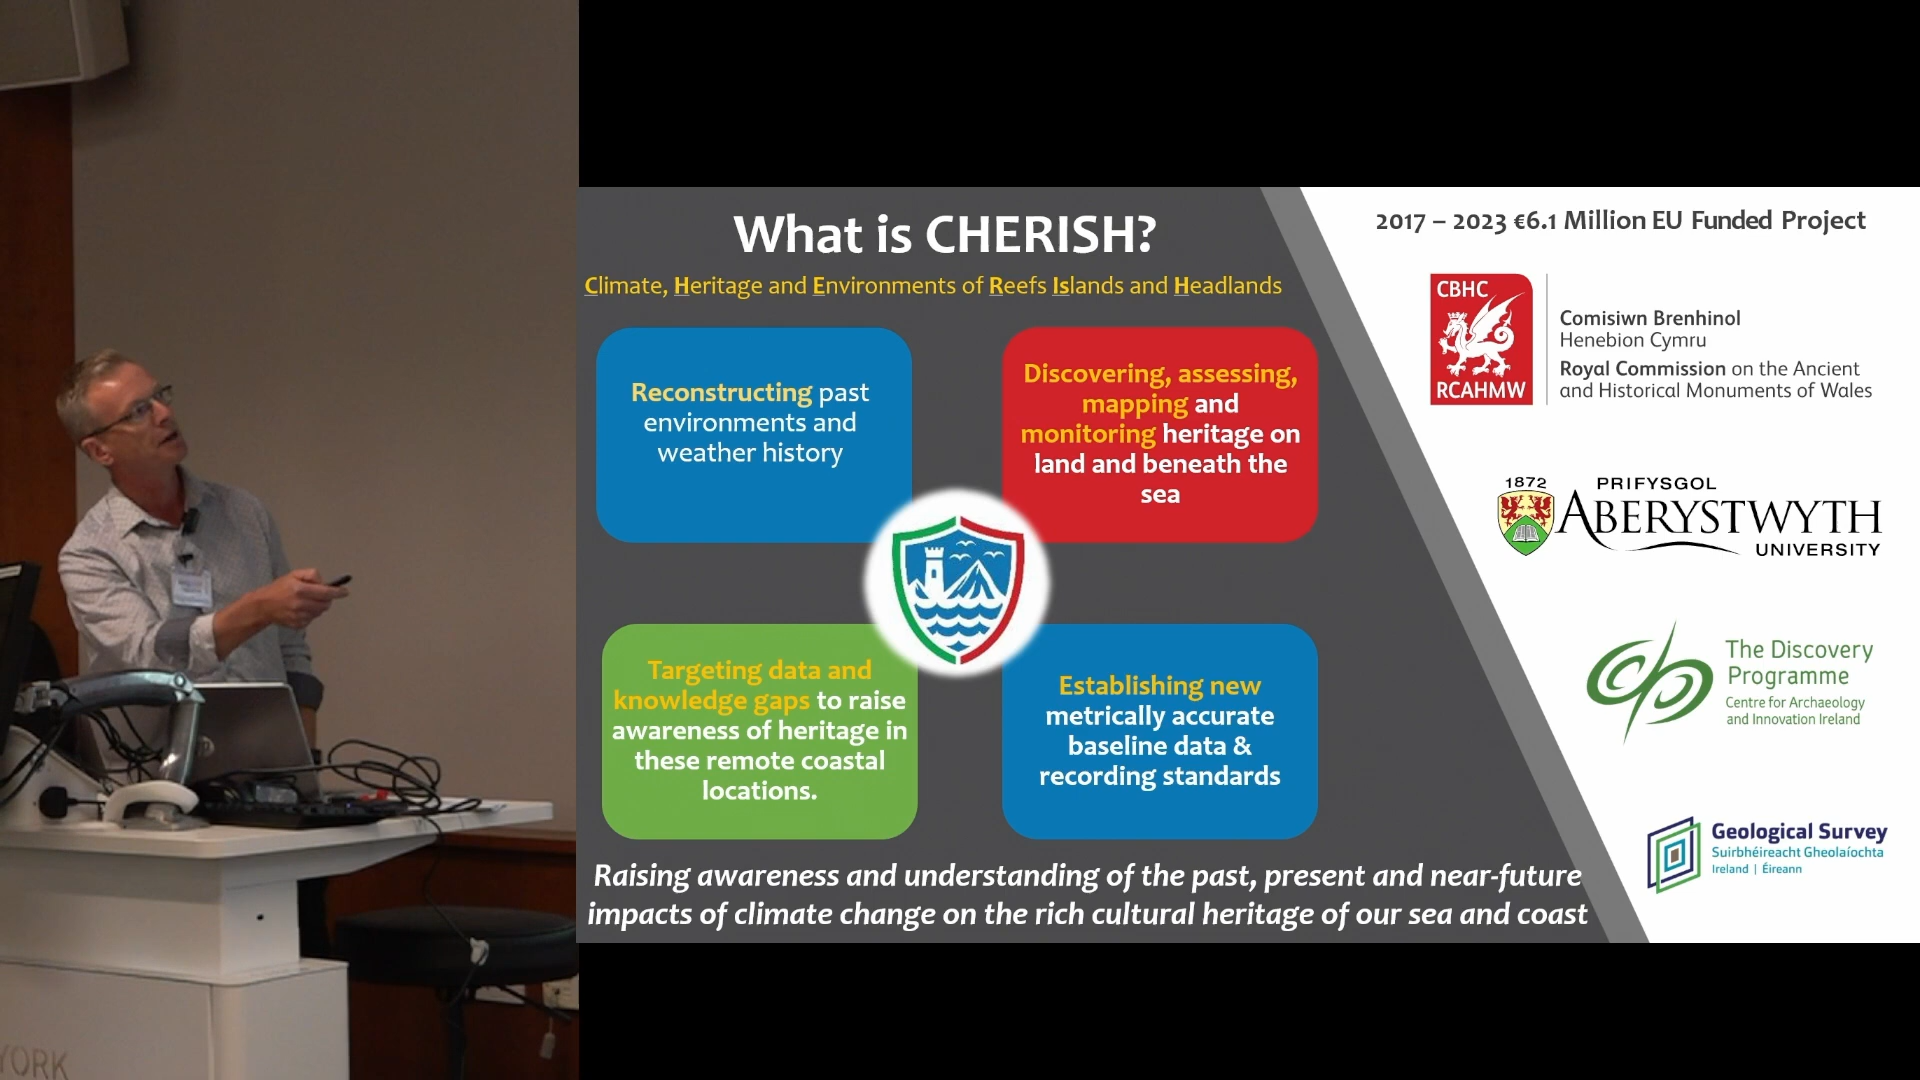 What is CHERISH?
Climate, Heritage and Environments of Reefs Islands and Headlands
Reconstructing past
environments and
weather history
Discovering, assessing,
mapping and
monitoring heritage on
land and beneath the
sea
Targeting data and
knowledge gaps to raise
awareness of heritage in
these remote coastal
locations.
Establishing new
metrically accurate
baseline data &
recording standards
Raising awareness and understanding of the past, present and near-future
impacts of climate change on the rich cultural heritage of our sea and coast
2017 – 2023 €6.1 Million EU Funded Project
CBHC
RCAHMW
Comisiwn Brenhinol
Henebion Cymru
Royal Commission on the Ancient
and Historical Monuments of Wales
1872
PRIFYSGOL
ABERYSTWYTH
UNIVERSITY
The Discovery
Programme
Centre for Archaeology
and Innovation Ireland
Geological Survey
Suirbhéireacht Gheolaíochta
Ireland | Éireann
YORK